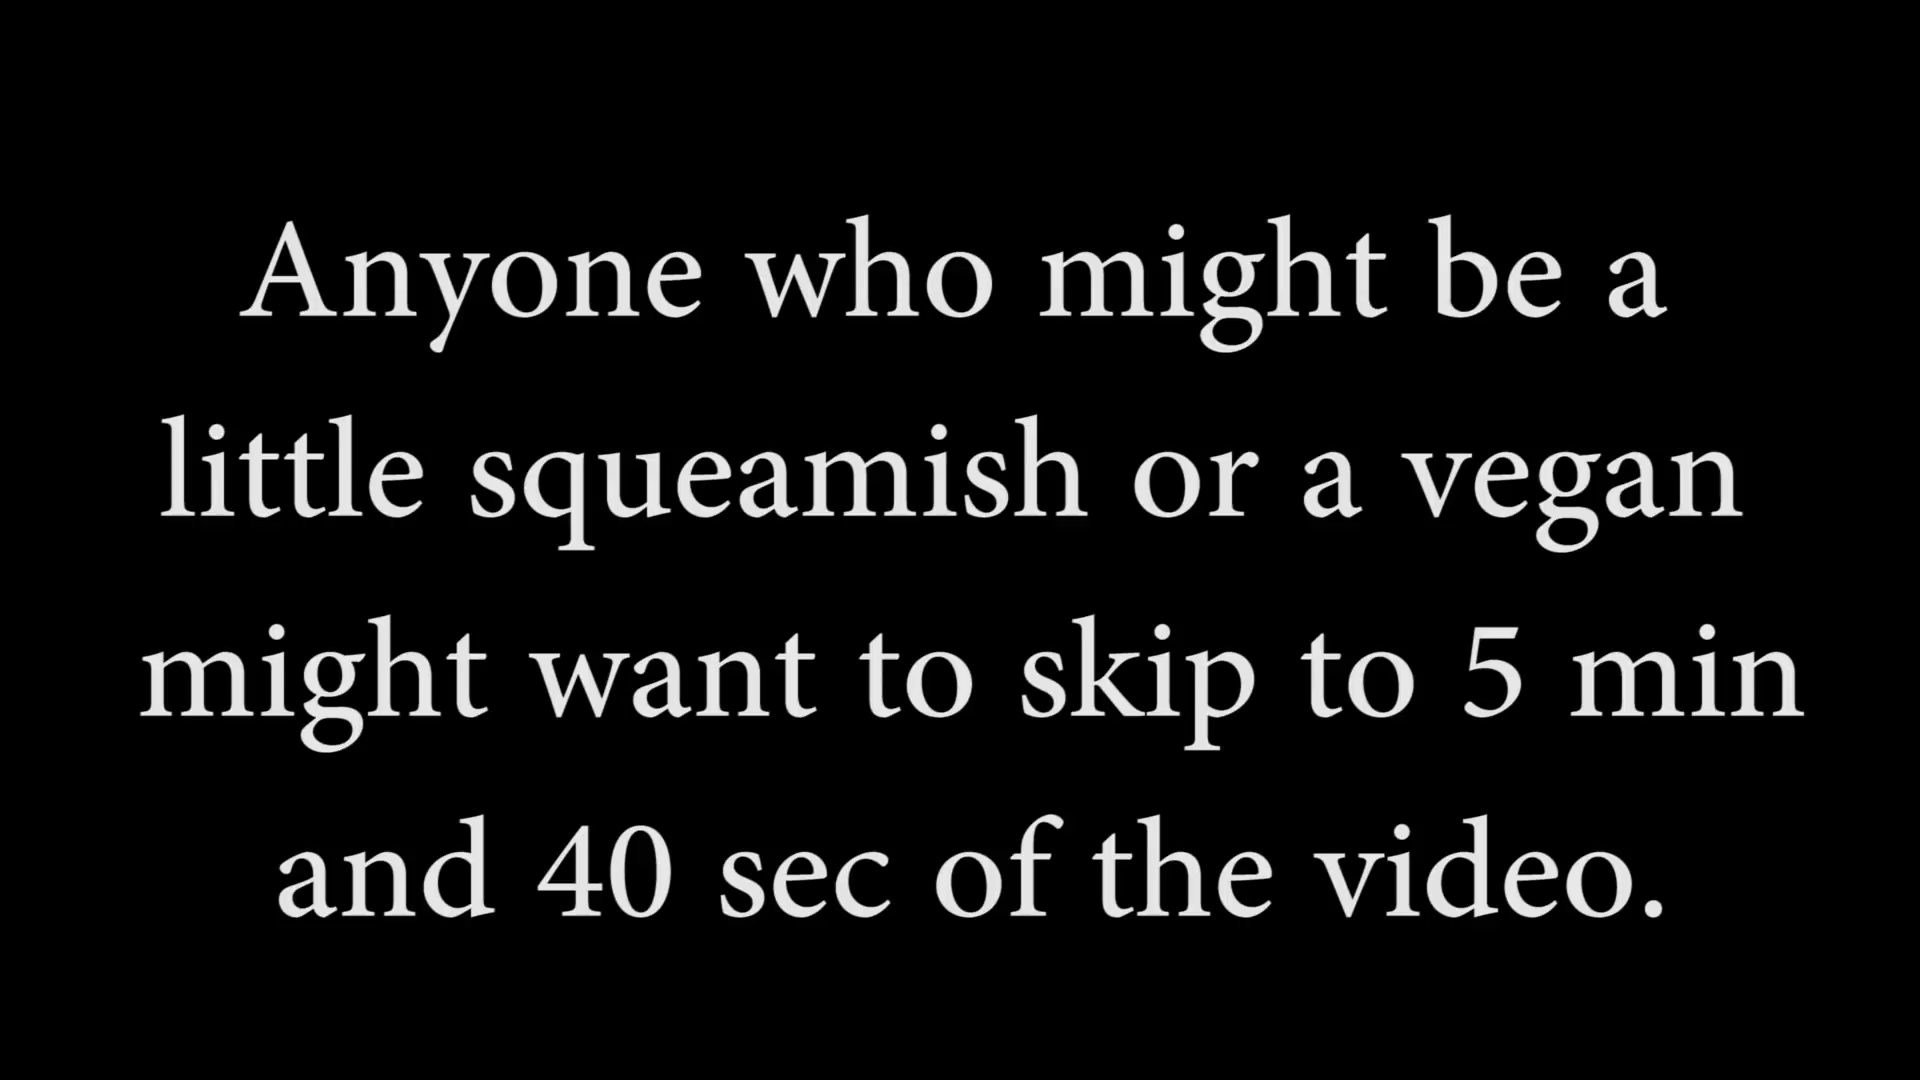 Anyone who might be a
little squeamish or a vegan
might want to skip to 5 min
and 40 sec of the video.